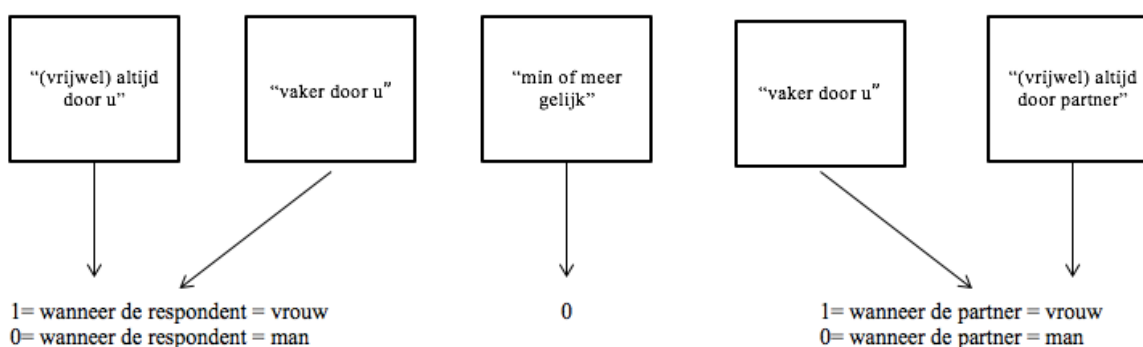 “(vrijwel) altijd
door u”
“vaker door u”
“min of meer
gelijk”
“vaker door u”
“(vrijwel) altijd
door partner”
1= wanneer de respondent = vrouw
0= wanneer de respondent = man
0
1= wanneer de partner = vrouw
0= wanneer de partner = man